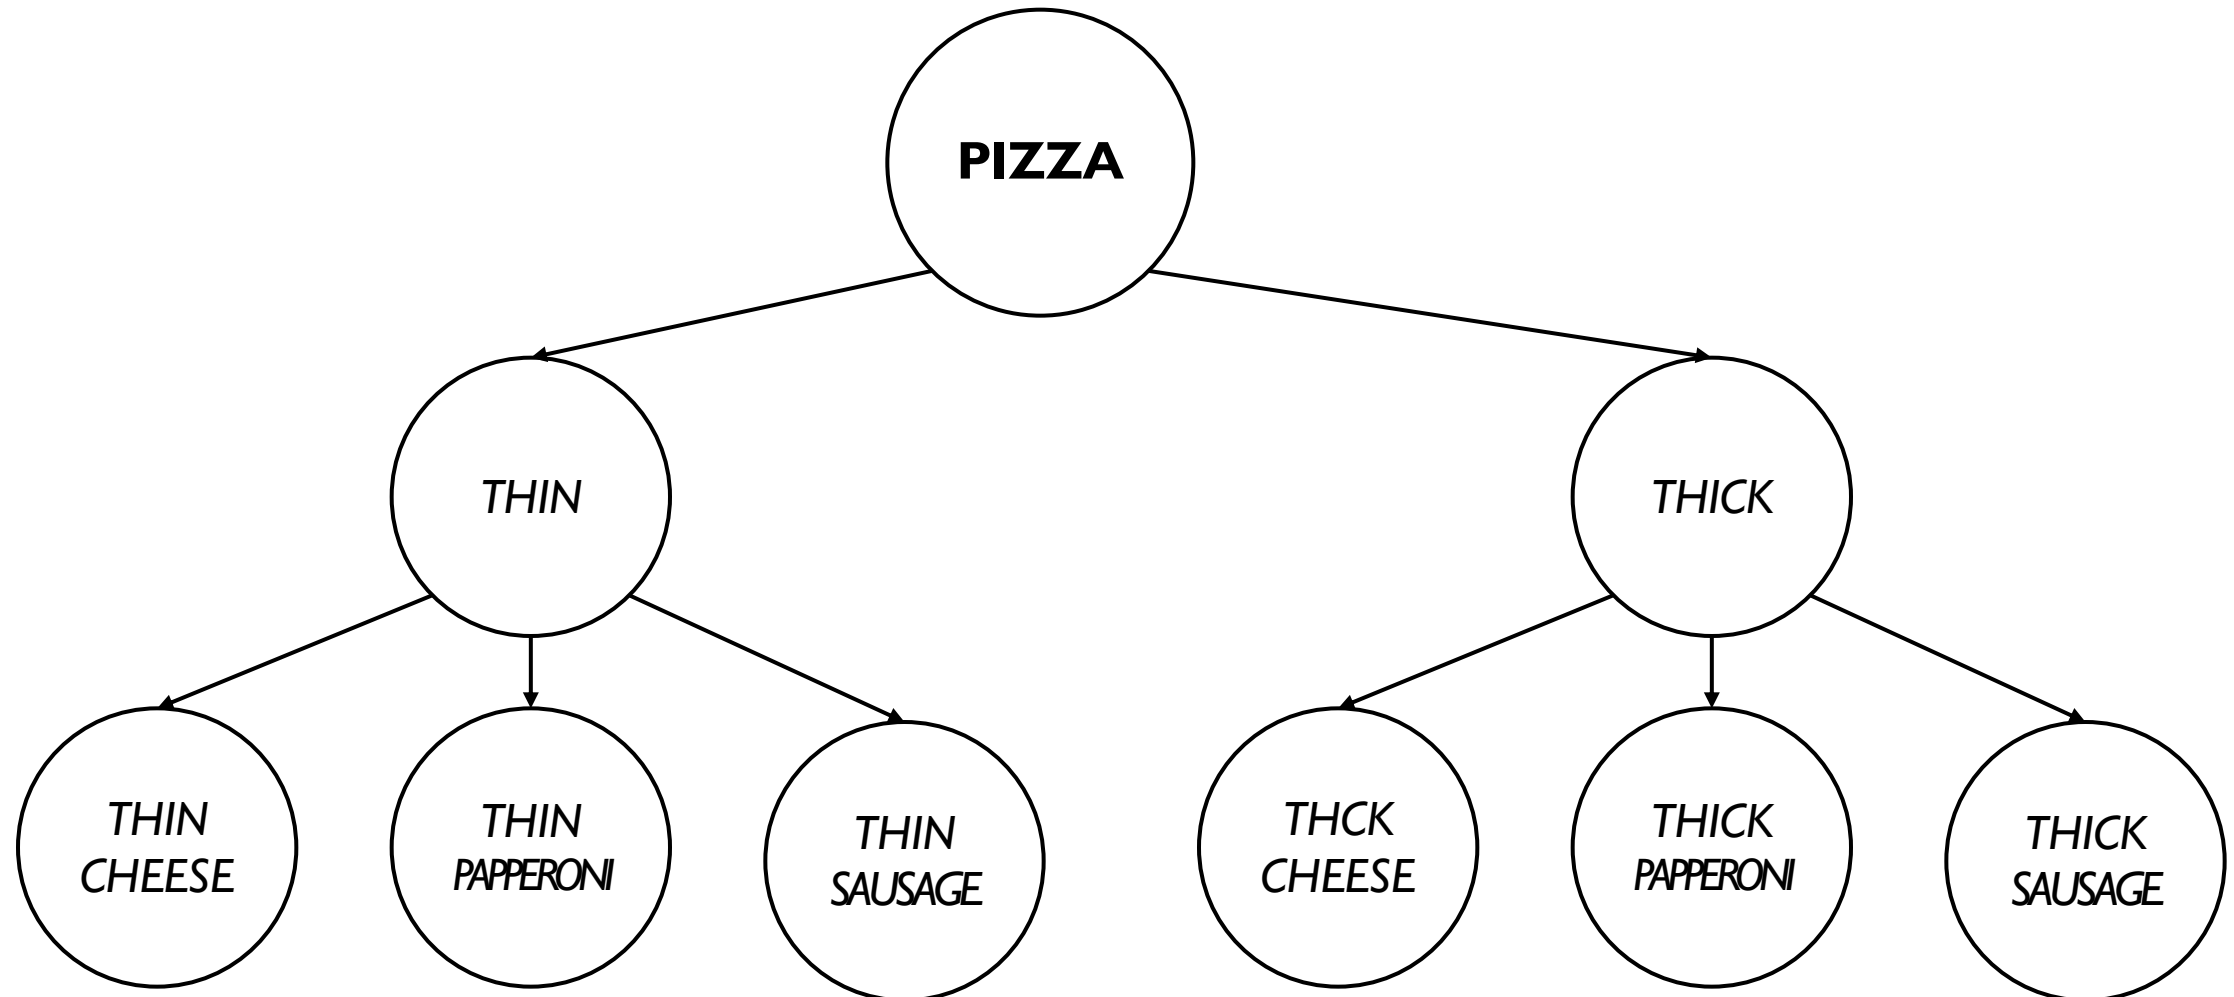 PIZZA
THIN
THICK
THIN
CHEESE
THIN
PAPPERONI
THIN
SAUSAGE
THCK
CHEESE
THICK
PAPPERONI
THICK
SAUSAGE